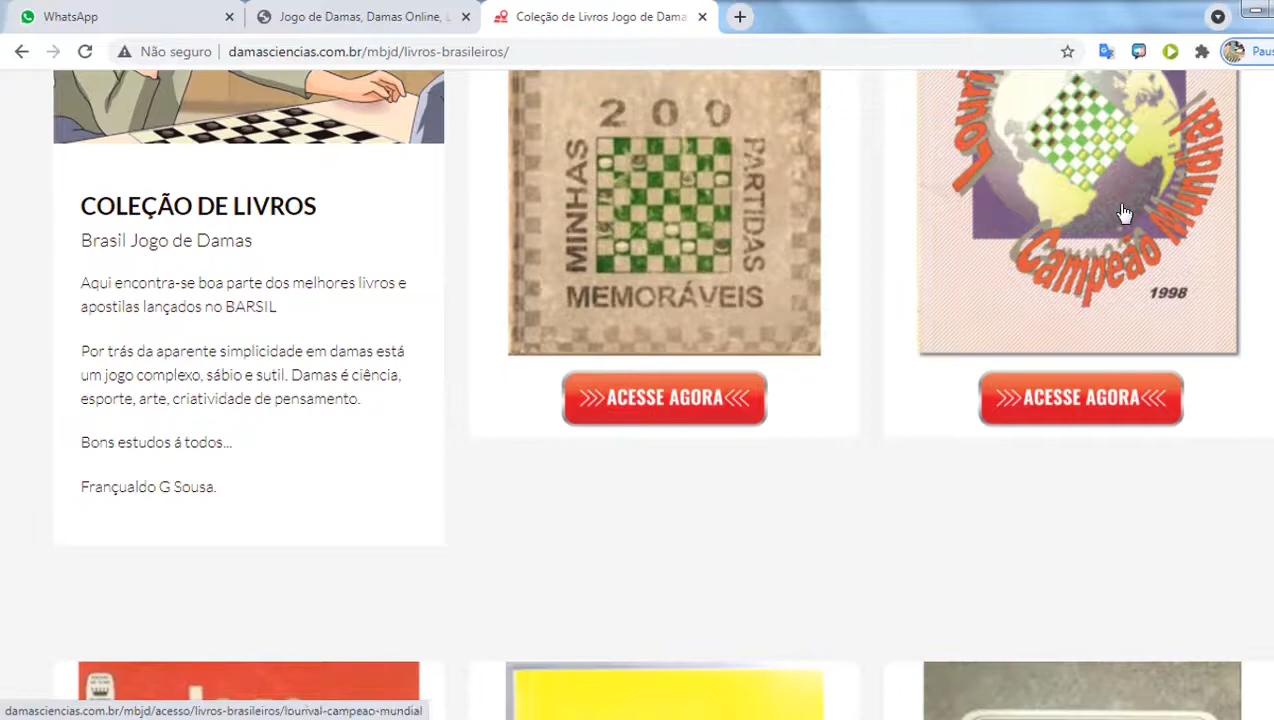 WhatsApp
Jogo de Damas, Damas Online, L
Coleção de Livros Jogo de Dama
Não seguro
damasciencias.com.br/mbjd/livros-brasileiros/
Paus
COLEÇÃO DE LIVROS
Brasil Jogo de Damas
Aqui encontra-se boa parte dos melhores livros e
apostilas lançados no BARSIL
Por trás da aparente simplicidade em damas está
um jogo complexo, sábio e sutil. Damas é ciência,
esporte, arte, criatividade de pensamento.
Bons estudos á todos...
Françualdo G Sousa.
200
MINHAS
PARTIDAS
MEMORÁVEIS
>>>ACESSE AGORA<<<
Campeão
Mundial
1998
>>>ACESSE AGORA<<<
damasciencias.com.br/mbjd/acesso/livros-brasileiros/lourival-campeao-mundial